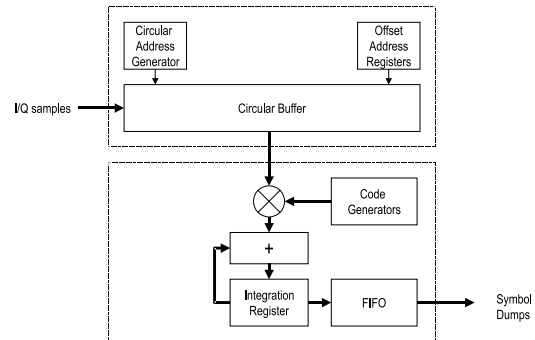 Circular
Address
Generator
Offset
Address
Registers
I/Q samples
Circular Buffer
Code
Generators
+
Integration
Register
FIFO
Symbol
Dumps